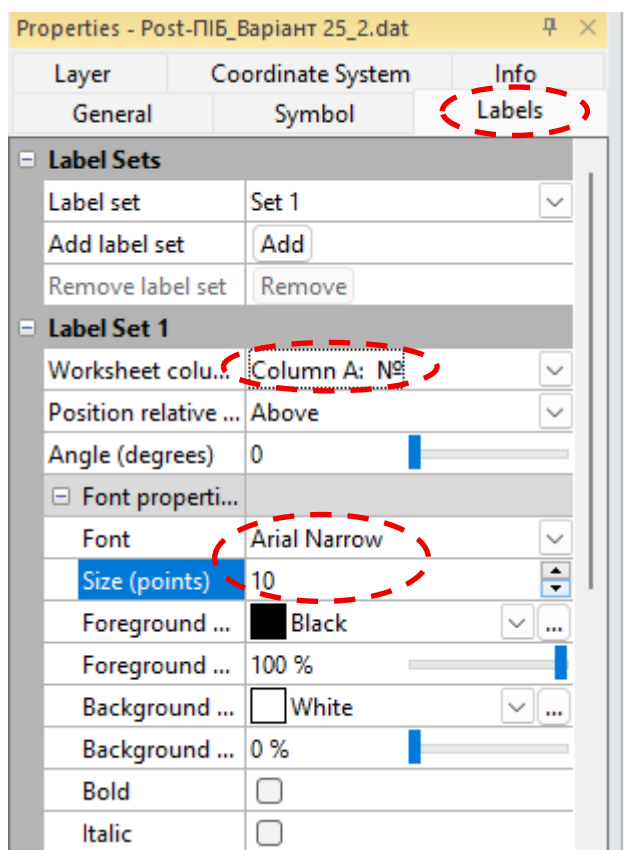 Properties - Post-ПІБ_Варіант 25_2.dat
Layer Coordinate System Info
General Symbol Labels
Label Sets
Label set Set 1
Add label set Add
Remove label set Remove
Label Set 1
Worksheet colu... Column A: №
Position relative ... Above
Angle (degrees) 0
Font properti...
Font Arial Narrow
Size (points) 10
Foreground ... Black ...
Foreground ... 100 %
Background ... White ...
Background ... 0 %
Bold
Italic